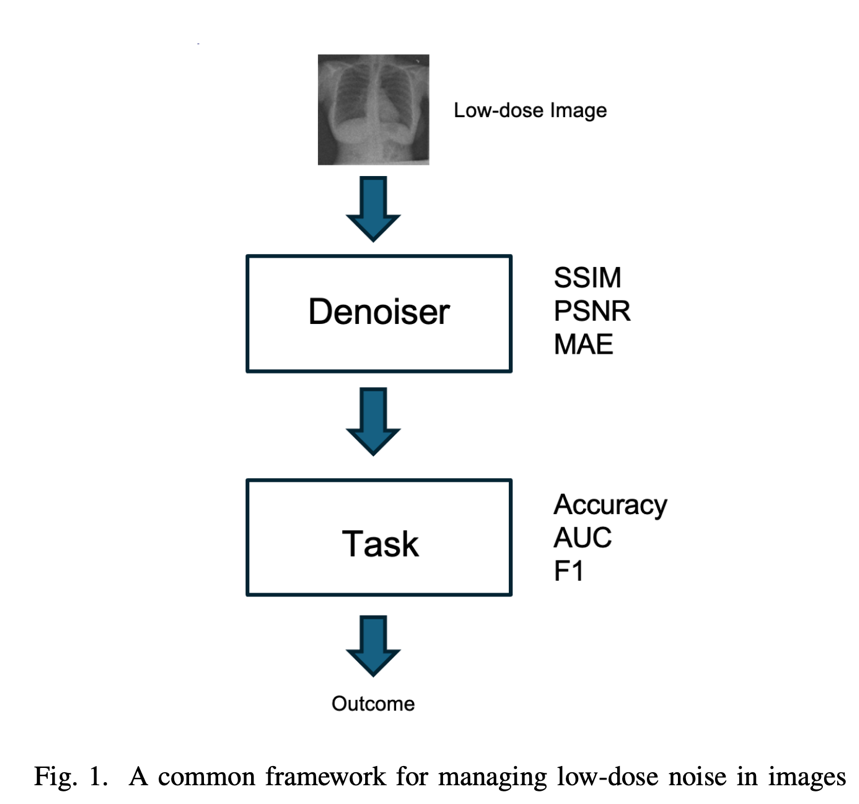 Low-dose Image
Denoiser
SSIM
PSNR
MAE
Task
Accuracy
AUC
F1
Outcome
Fig. 1. A common framework for managing low-dose noise in images